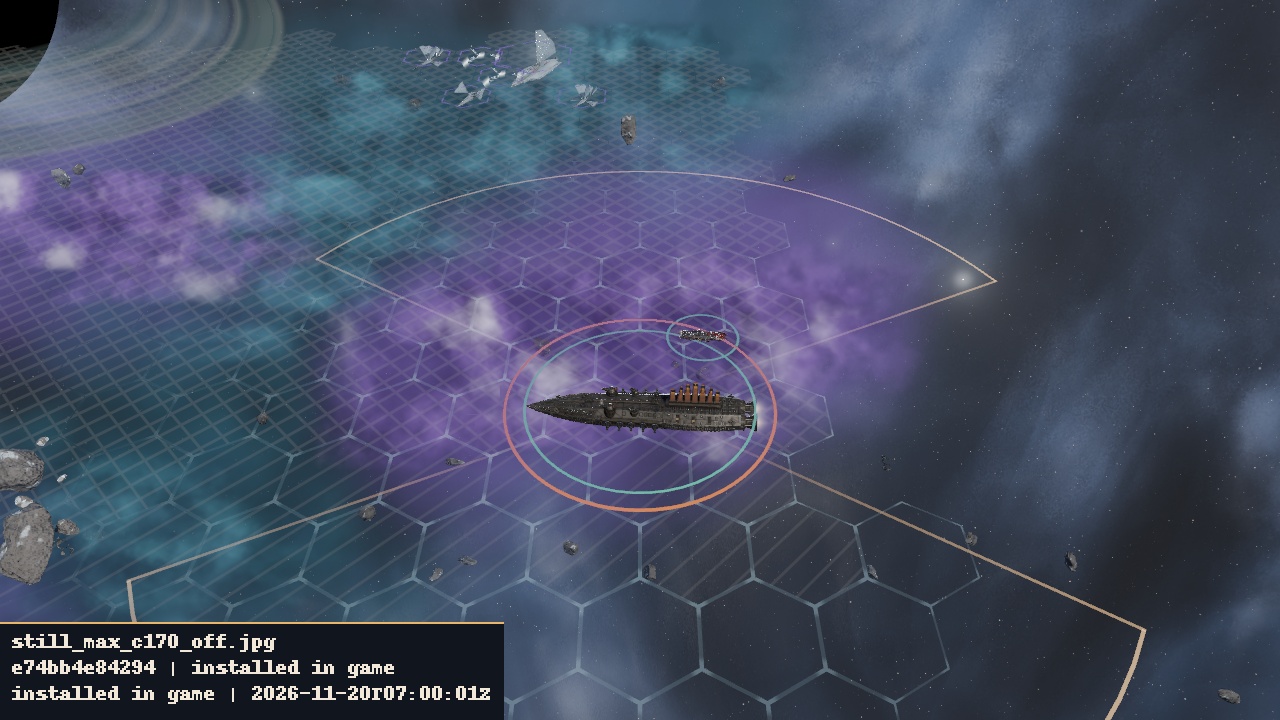 still_max_c170_off.jpg
e74bb4e84294 | installed in game
installed in game | 2026-11-20T07:00:01Z